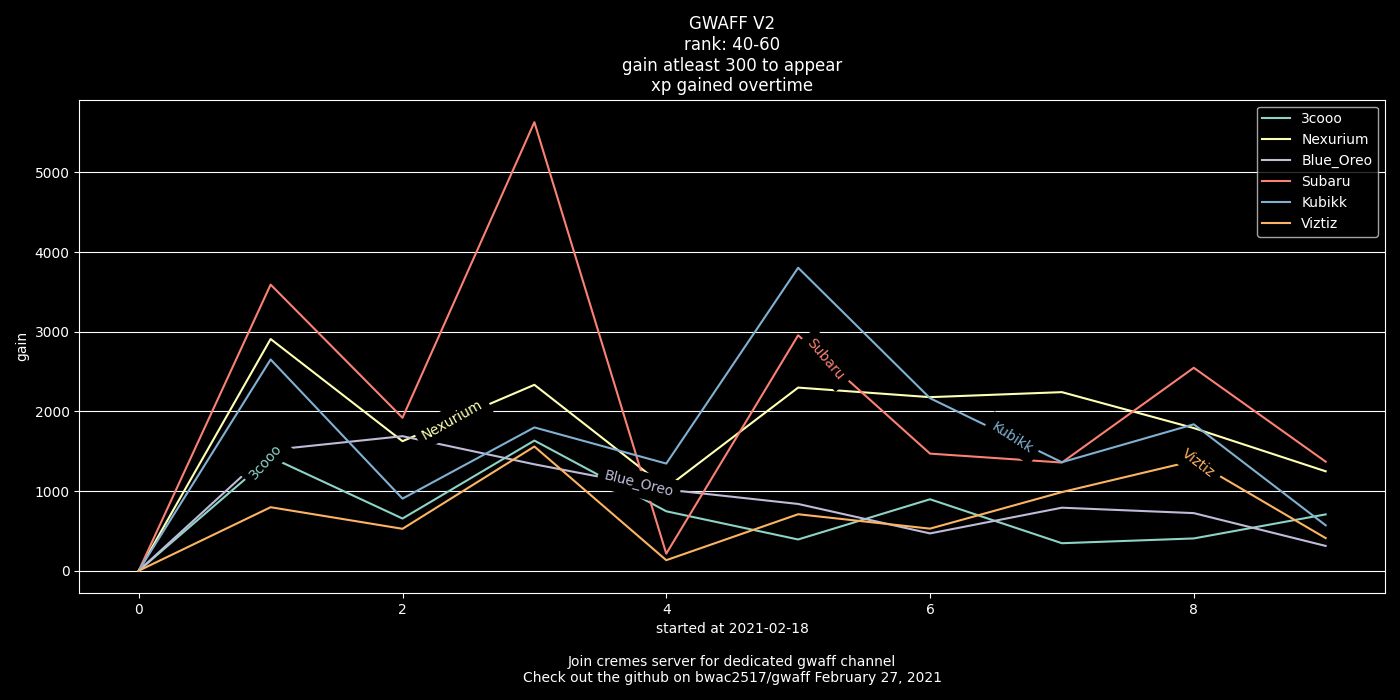 GWAFF V2
rank: 40-60
gain atleast 300 to appear
xp gained overtime
3cooo
Nexurium
Blue_Oreo
Subaru
Kubikk
Viztiz
5000
4000
3000
2000
1000
0
gain
3cooo
Nexurium
Blue_Oreo
Subaru
Kubikk
Viztiz
0 2 4 6 8
started at 2021-02-18
Join cremes server for dedicated gwaff channel
Check out the github on bwac2517/gwaff February 27, 2021